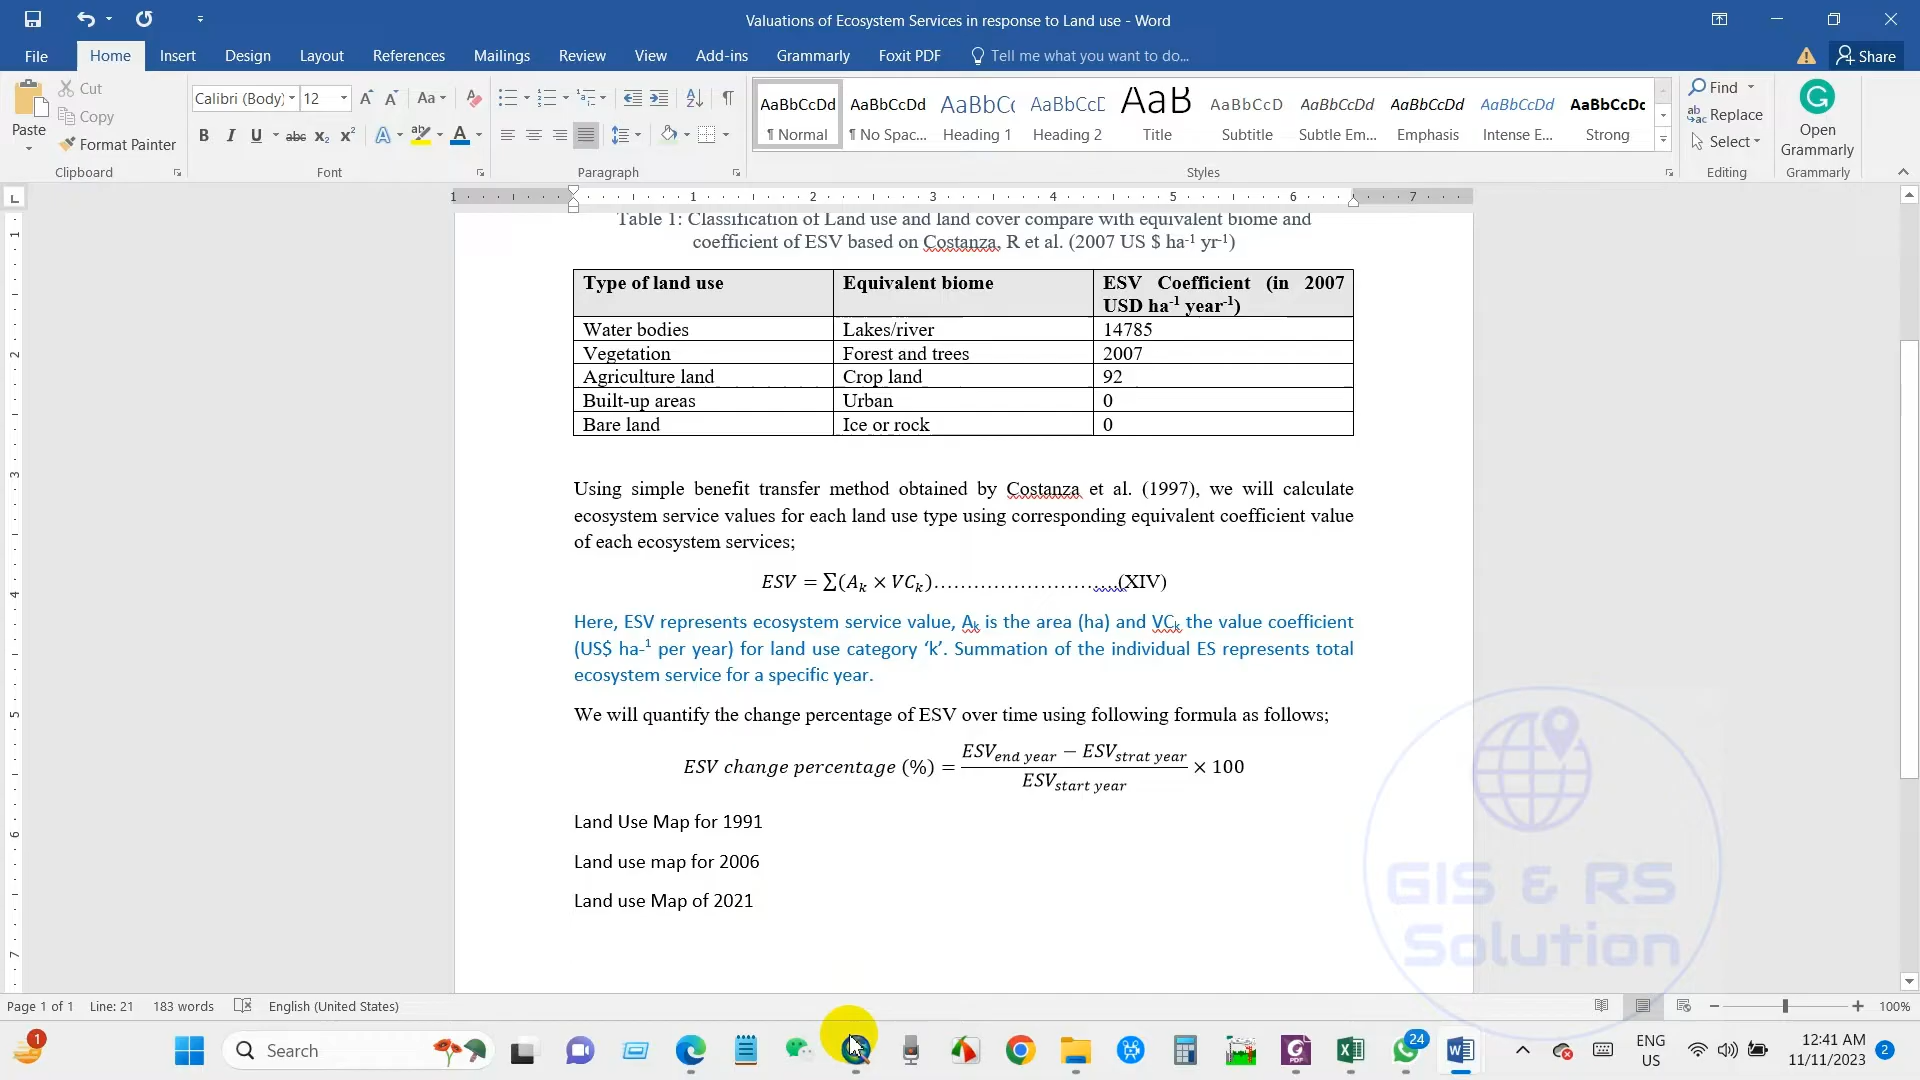 Valuations of Ecosystem Services in response to Land use - Word
File Home Insert Design Layout References Mailings Review View Add-ins Grammarly Foxit PDF Tell me what you want to do... Share
Paste
Cut
Copy
Format Painter
Calibri (Body) 12
AaBbCcDd AaBbCcDd AaBbCc AaBbCcE AaB AaBbCcD AaBbCcDd AaBbCcDd AaBbCcDd AaBbCcDc
¶ Normal ¶ No Spac... Heading 1 Heading 2 Title Subtitle Subtle Em... Emphasis Intense E... Strong
Find
Replace
Select
Open
Grammarly
Clipboard Font Paragraph Styles Editing Grammarly
1 1 2 3 4 5 6 7
Table 1: Classification of Land use and land cover compare with equivalent biome and
coefficient of ESV based on Costanza, R et al. (2007 US $ ha-1 yr-1)
Type of land use Equivalent biome ESV Coefficient (in 2007
USD ha-1 year-1)
Water bodies Lakes/river 14785
Vegetation Forest and trees 2007
Agriculture land Crop land 92
Built-up areas Urban 0
Bare land Ice or rock 0
Using simple benefit transfer method obtained by Costanza et al. (1997), we will calculate
ecosystem service values for each land use type using corresponding equivalent coefficient value
of each ecosystem services;
ESV = ∑(Ak × VCk)…………………………(XIV)
Here, ESV represents ecosystem service value, Ak is the area (ha) and VCk the value coefficient
(US$ ha-1 per year) for land use category ‘k’. Summation of the individual ES represents total
ecosystem service for a specific year.
We will quantify the change percentage of ESV over time using following formula as follows;
ESV change percentage (%) = ESVend year − ESVstrat year / ESVstart year × 100
Land Use Map for 1991
Land use map for 2006
Land use Map of 2021
GIS & RS
Solution
Page 1 of 1 Line: 21 183 words English (United States) 100%
1 Search 24 ENG
US 12:41 AM
11/11/2023 2